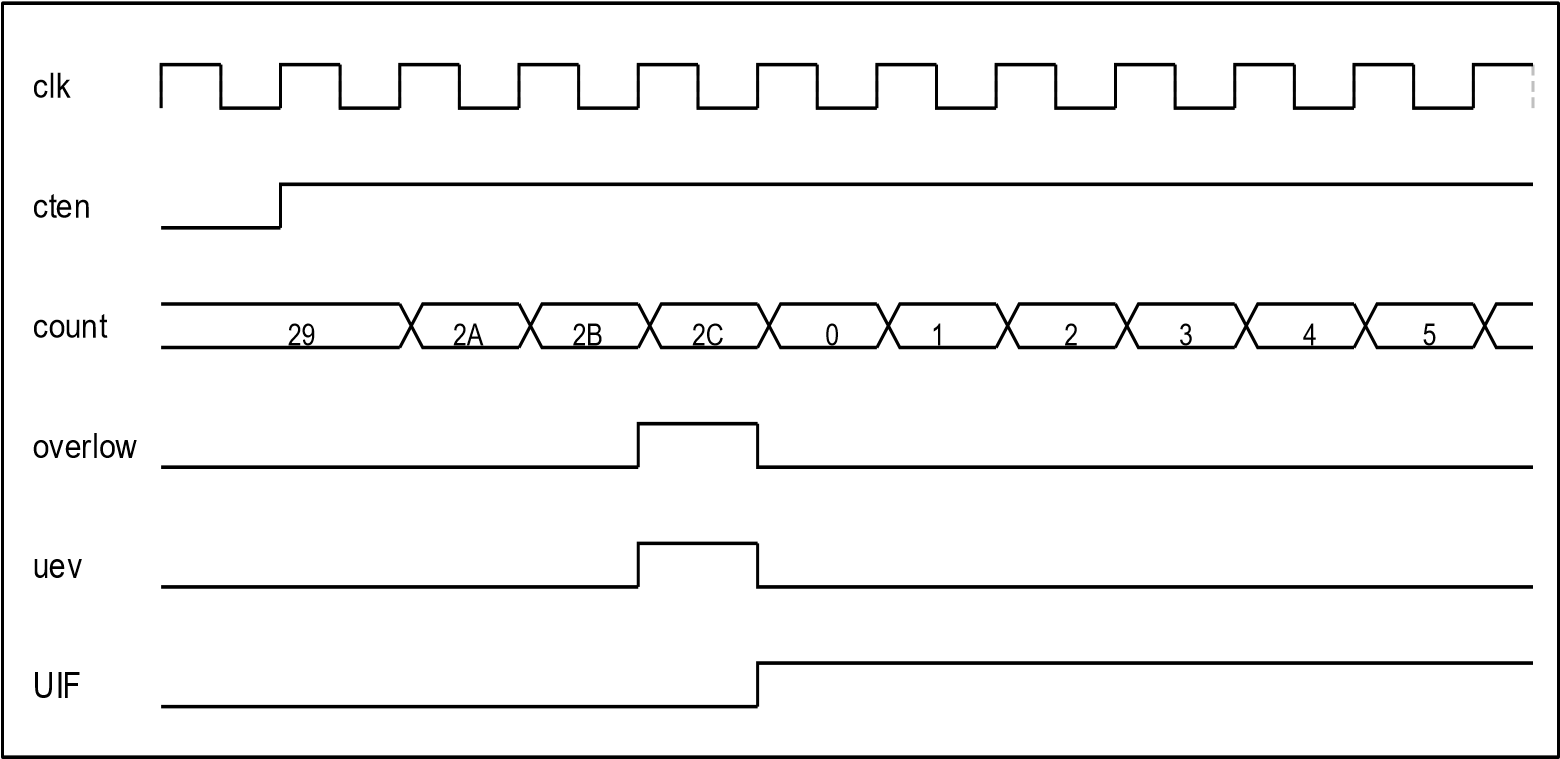 clk
cten
count 29 2A 2B 2C 0 1 2 3 4 5
overlow
uev
UIF